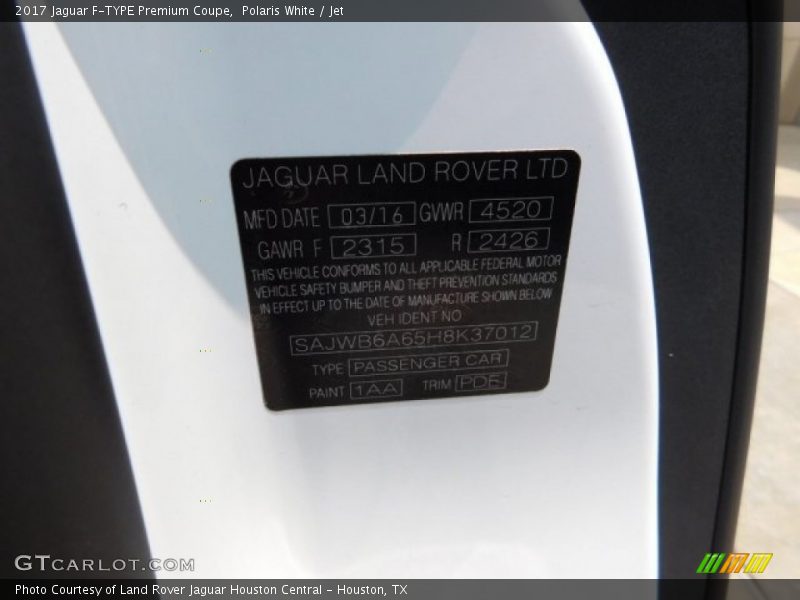 2017 Jaguar F-TYPE Premium Coupe, Polaris White / Jet
JAGUAR LAND ROVER LTD
MFD DATE 03/16 GVWR 4520
GAWR F 2315 R 2426
THIS VEHICLE CONFORMS TO ALL APPLICABLE FEDERAL MOTOR
VEHICLE SAFETY BUMPER AND THEFT PREVENTION STANDARDS
IN EFFECT UP TO THE DATE OF MANUFACTURE SHOWN BELOW
VEH IDENT NO
SAJWB6A65H8K37012
TYPE PASSENGER CAR
PAINT 1AA TRIM PDE
GTCARLOT.COM
Photo Courtesy of Land Rover Jaguar Houston Central - Houston, TX